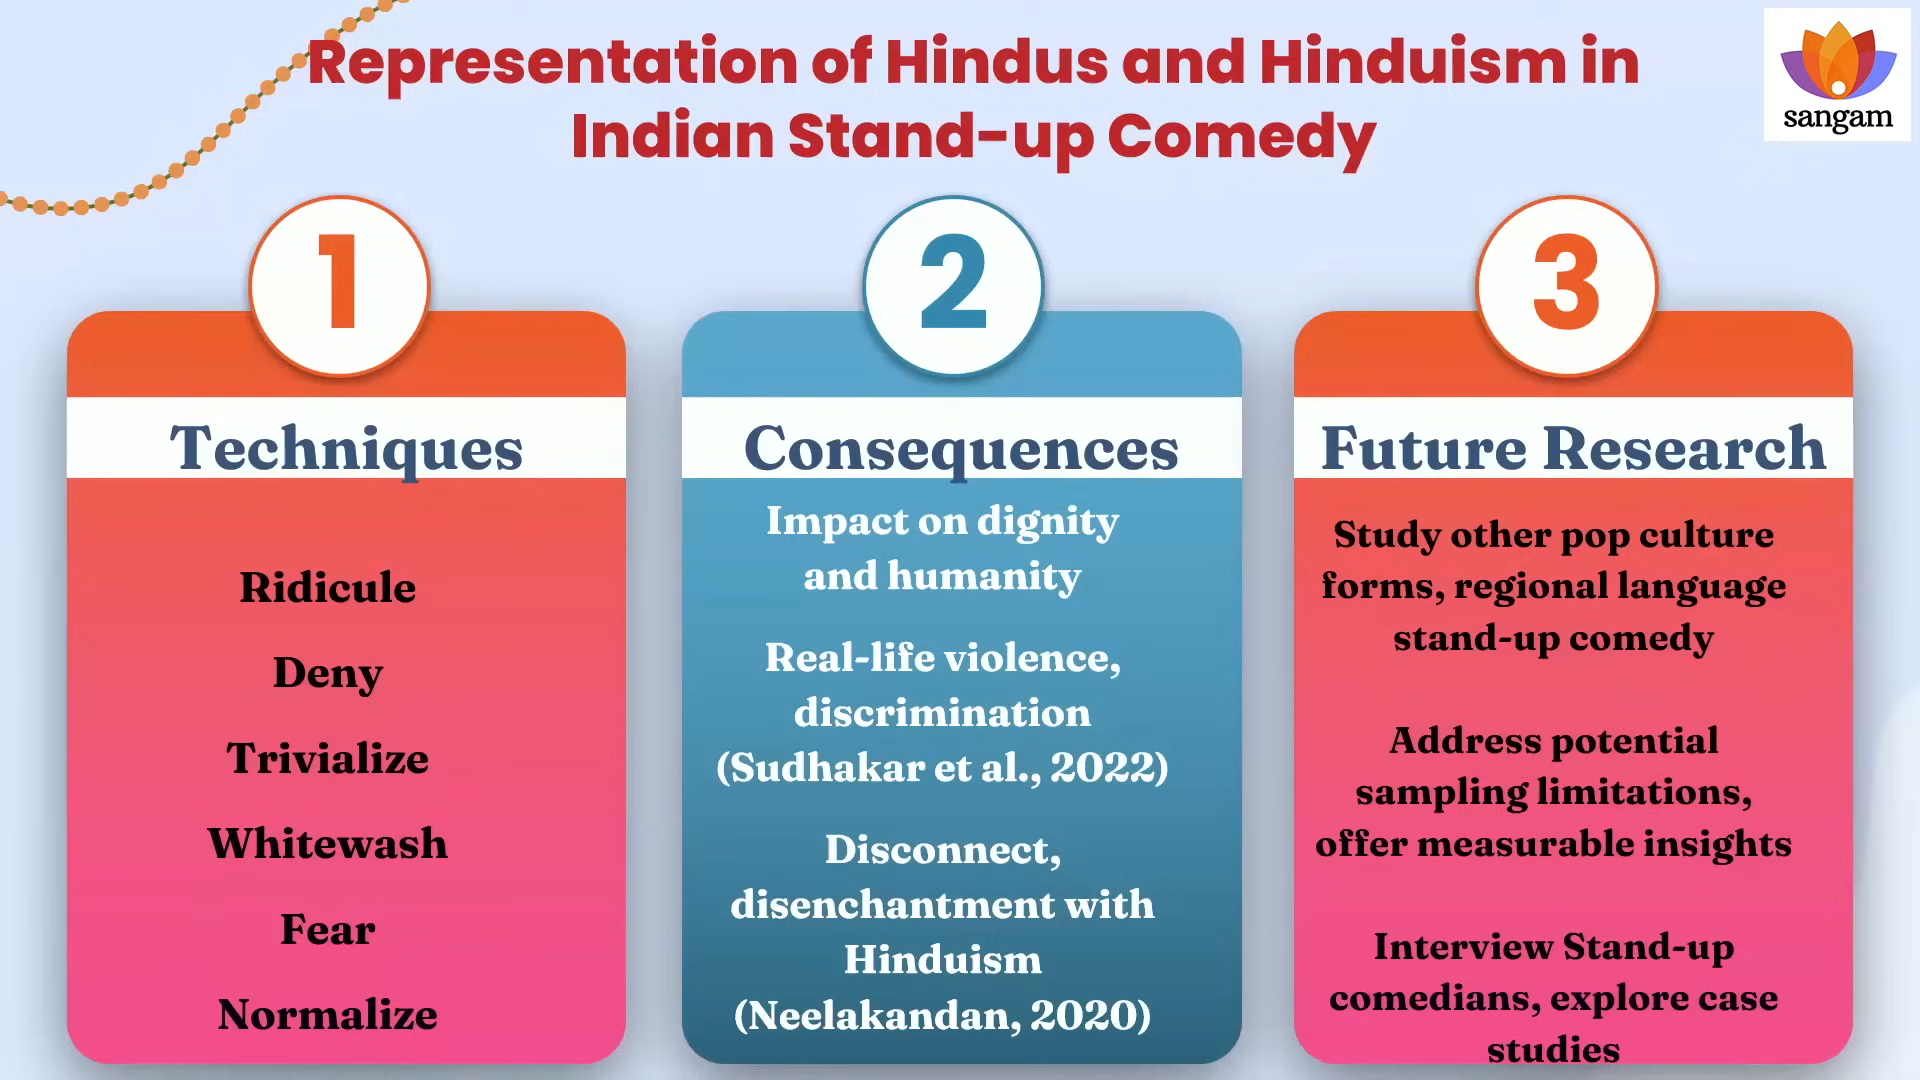 Representation of Hindus and Hinduism in
Indian Stand-up Comedy
sangam
1
Techniques
Ridicule
Deny
Trivialize
Whitewash
Fear
Normalize
2
Consequences
Impact on dignity
and humanity
Real-life violence,
discrimination
(Sudhakar et al., 2022)
Disconnect,
disenchantment with
Hinduism
(Neelakandan, 2020)
3
Future Research
Study other pop culture
forms, regional language
stand-up comedy
Address potential
sampling limitations,
offer measurable insights
Interview Stand-up
comedians, explore case
studies